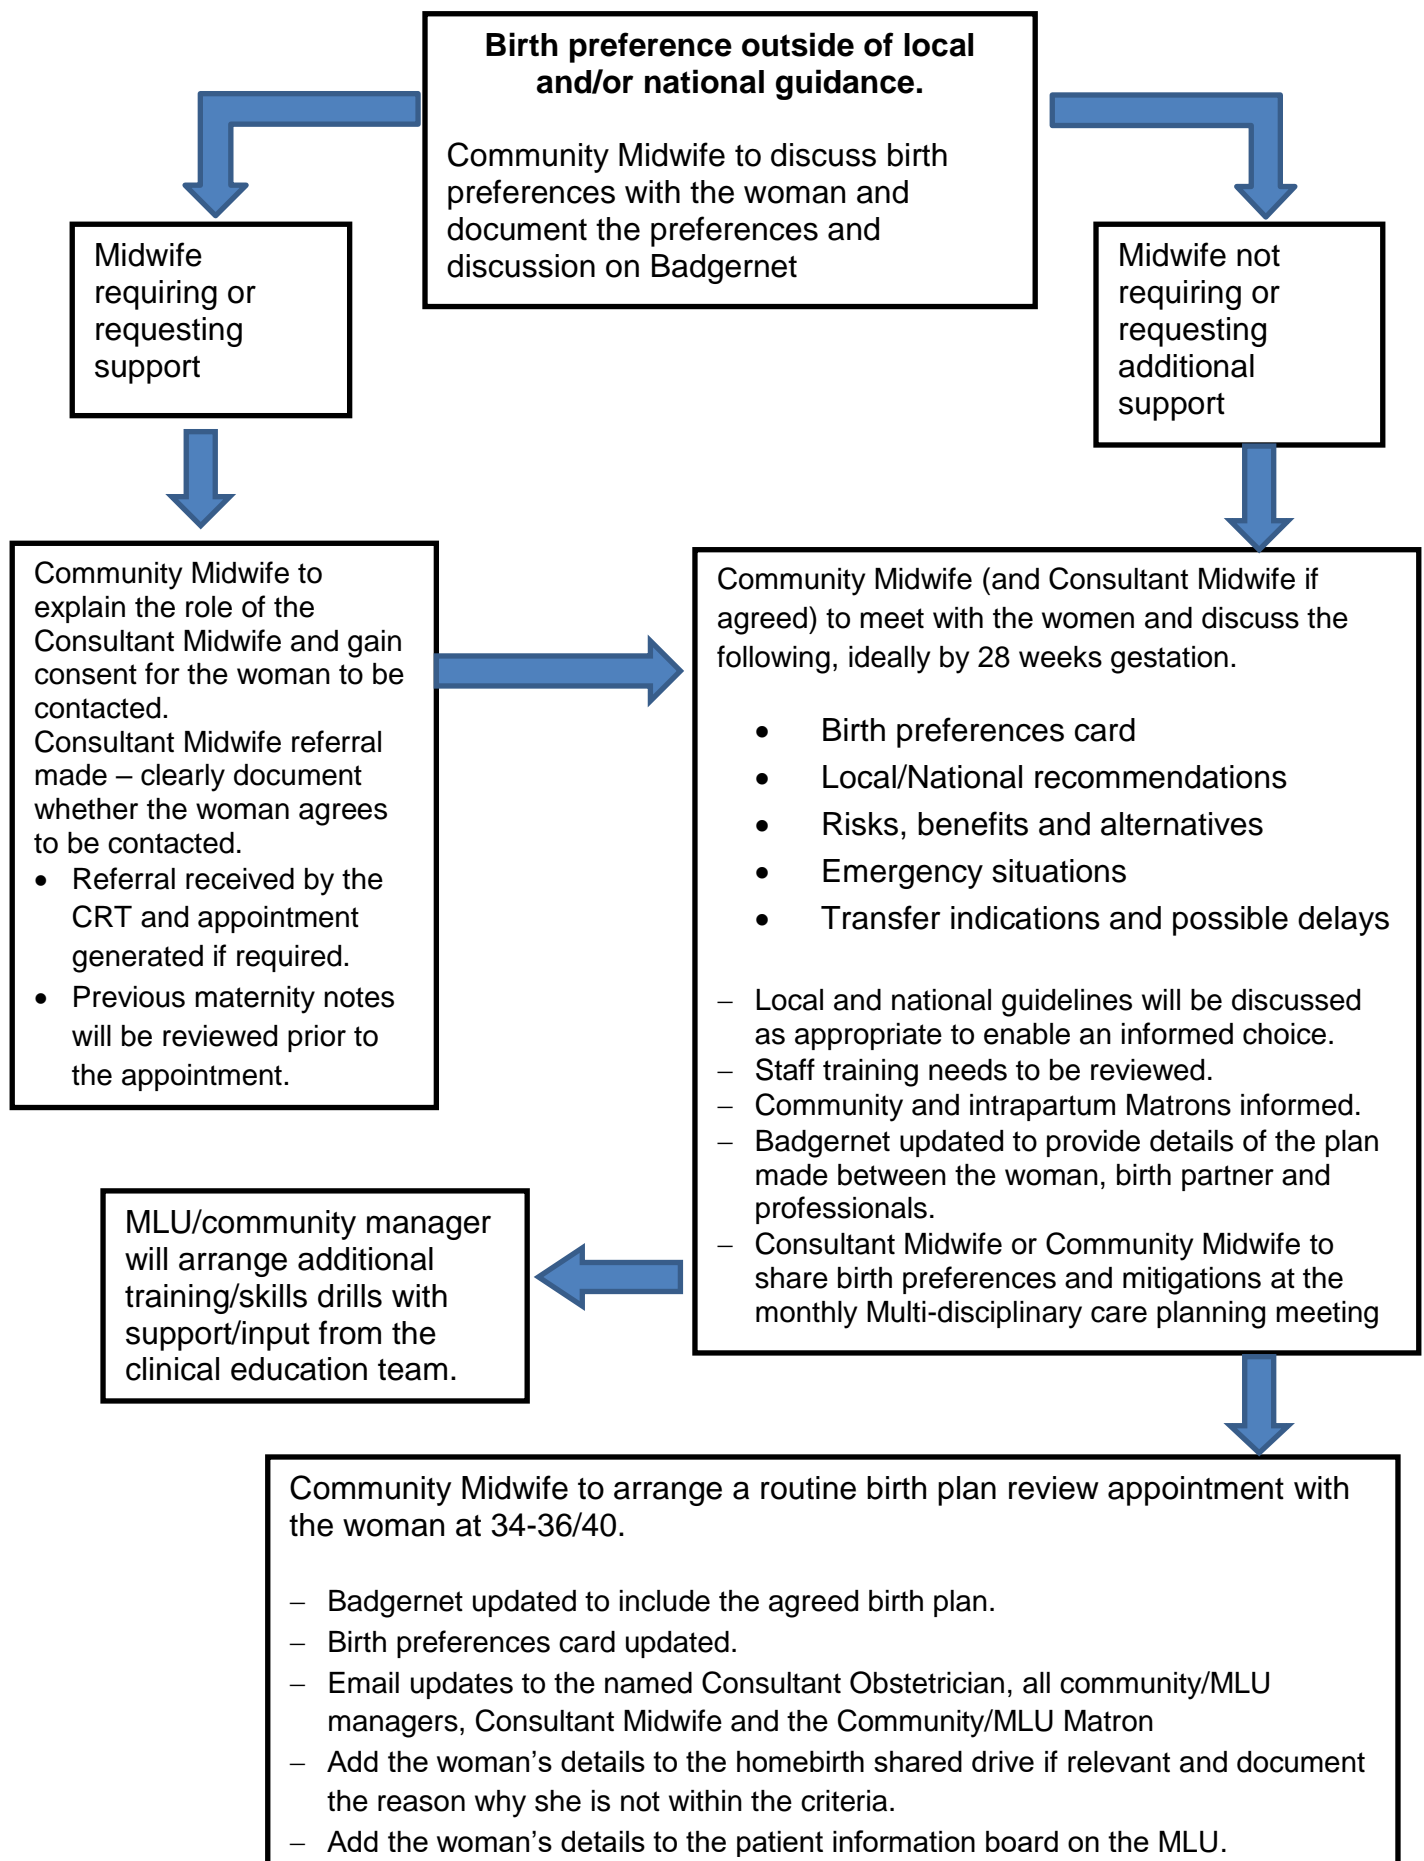 Birth preference outside of local
and/or national guidance.
Community Midwife to discuss birth
preferences with the woman and
document the preferences and
discussion on Badgernet
Midwife
requiring or
requesting
support
Midwife not
requiring or
requesting
additional
support
Community Midwife to
explain the role of the
Consultant Midwife and gain
consent for the woman to be
contacted.
Consultant Midwife referral
made – clearly document
whether the woman agrees
to be contacted.
• Referral received by the
CRT and appointment
generated if required.
• Previous maternity notes
will be reviewed prior to
the appointment.
Community Midwife (and Consultant Midwife if
agreed) to meet with the women and discuss the
following, ideally by 28 weeks gestation.
• Birth preferences card
• Local/National recommendations
• Risks, benefits and alternatives
• Emergency situations
• Transfer indications and possible delays
– Local and national guidelines will be discussed
as appropriate to enable an informed choice.
– Staff training needs to be reviewed.
– Community and intrapartum Matrons informed.
– Badgernet updated to provide details of the plan
made between the woman, birth partner and
professionals.
– Consultant Midwife or Community Midwife to
share birth preferences and mitigations at the
monthly Multi-disciplinary care planning meeting
MLU/community manager
will arrange additional
training/skills drills with
support/input from the
clinical education team.
Community Midwife to arrange a routine birth plan review appointment with
the woman at 34-36/40.
– Badgernet updated to include the agreed birth plan.
– Birth preferences card updated.
– Email updates to the named Consultant Obstetrician, all community/MLU
managers, Consultant Midwife and the Community/MLU Matron
– Add the woman’s details to the homebirth shared drive if relevant and document
the reason why she is not within the criteria.
– Add the woman’s details to the patient information board on the MLU.